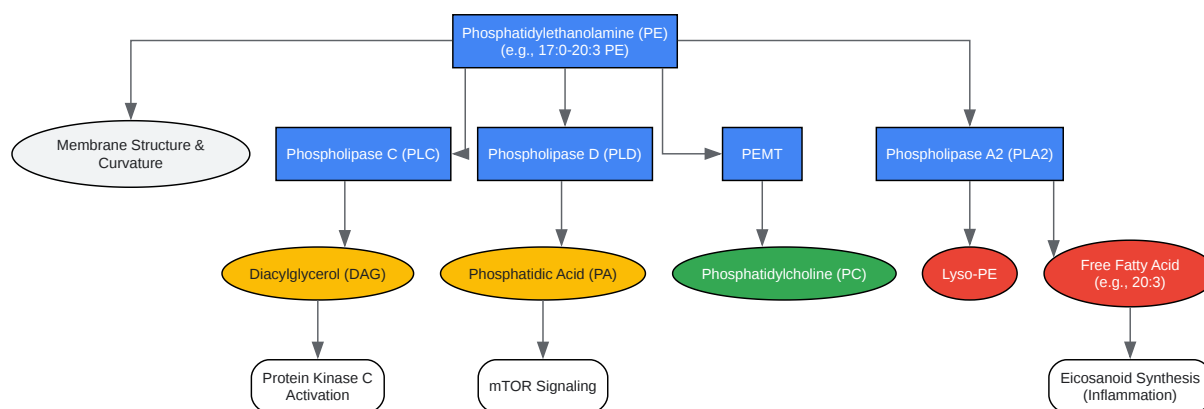 Phosphatidylethanolamine (PE)
(e.g., 17:0-20:3 PE)
Membrane Structure &
Curvature
Phospholipase C (PLC)
Phospholipase D (PLD)
PEMT
Phospholipase A2 (PLA2)
Diacylglycerol (DAG)
Phosphatidic Acid (PA)
Phosphatidylcholine (PC)
Lyso-PE
Free Fatty Acid
(e.g., 20:3)
Protein Kinase C
Activation
mTOR Signaling
Eicosanoid Synthesis
(Inflammation)